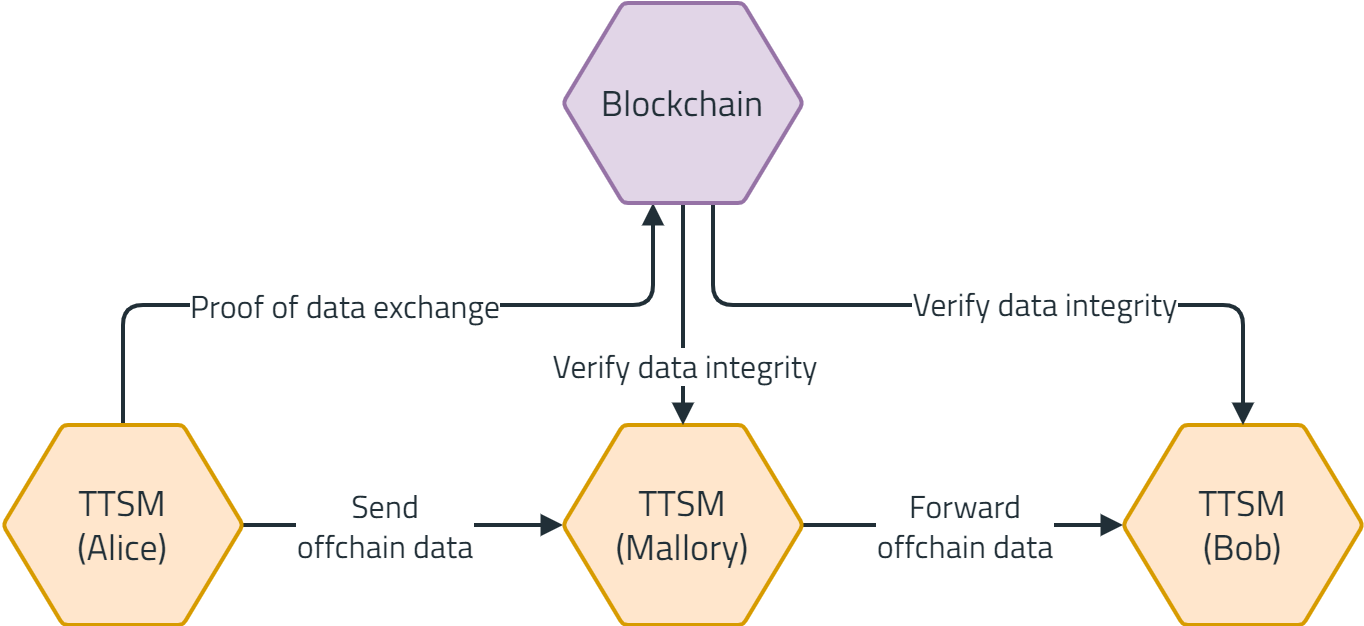 Blockchain
Proof of data exchange
Verify data integrity
Verify data integrity
TTSM
(Alice)
Send
offchain data
TTSM
(Mallory)
Forward
offchain data
TTSM
(Bob)